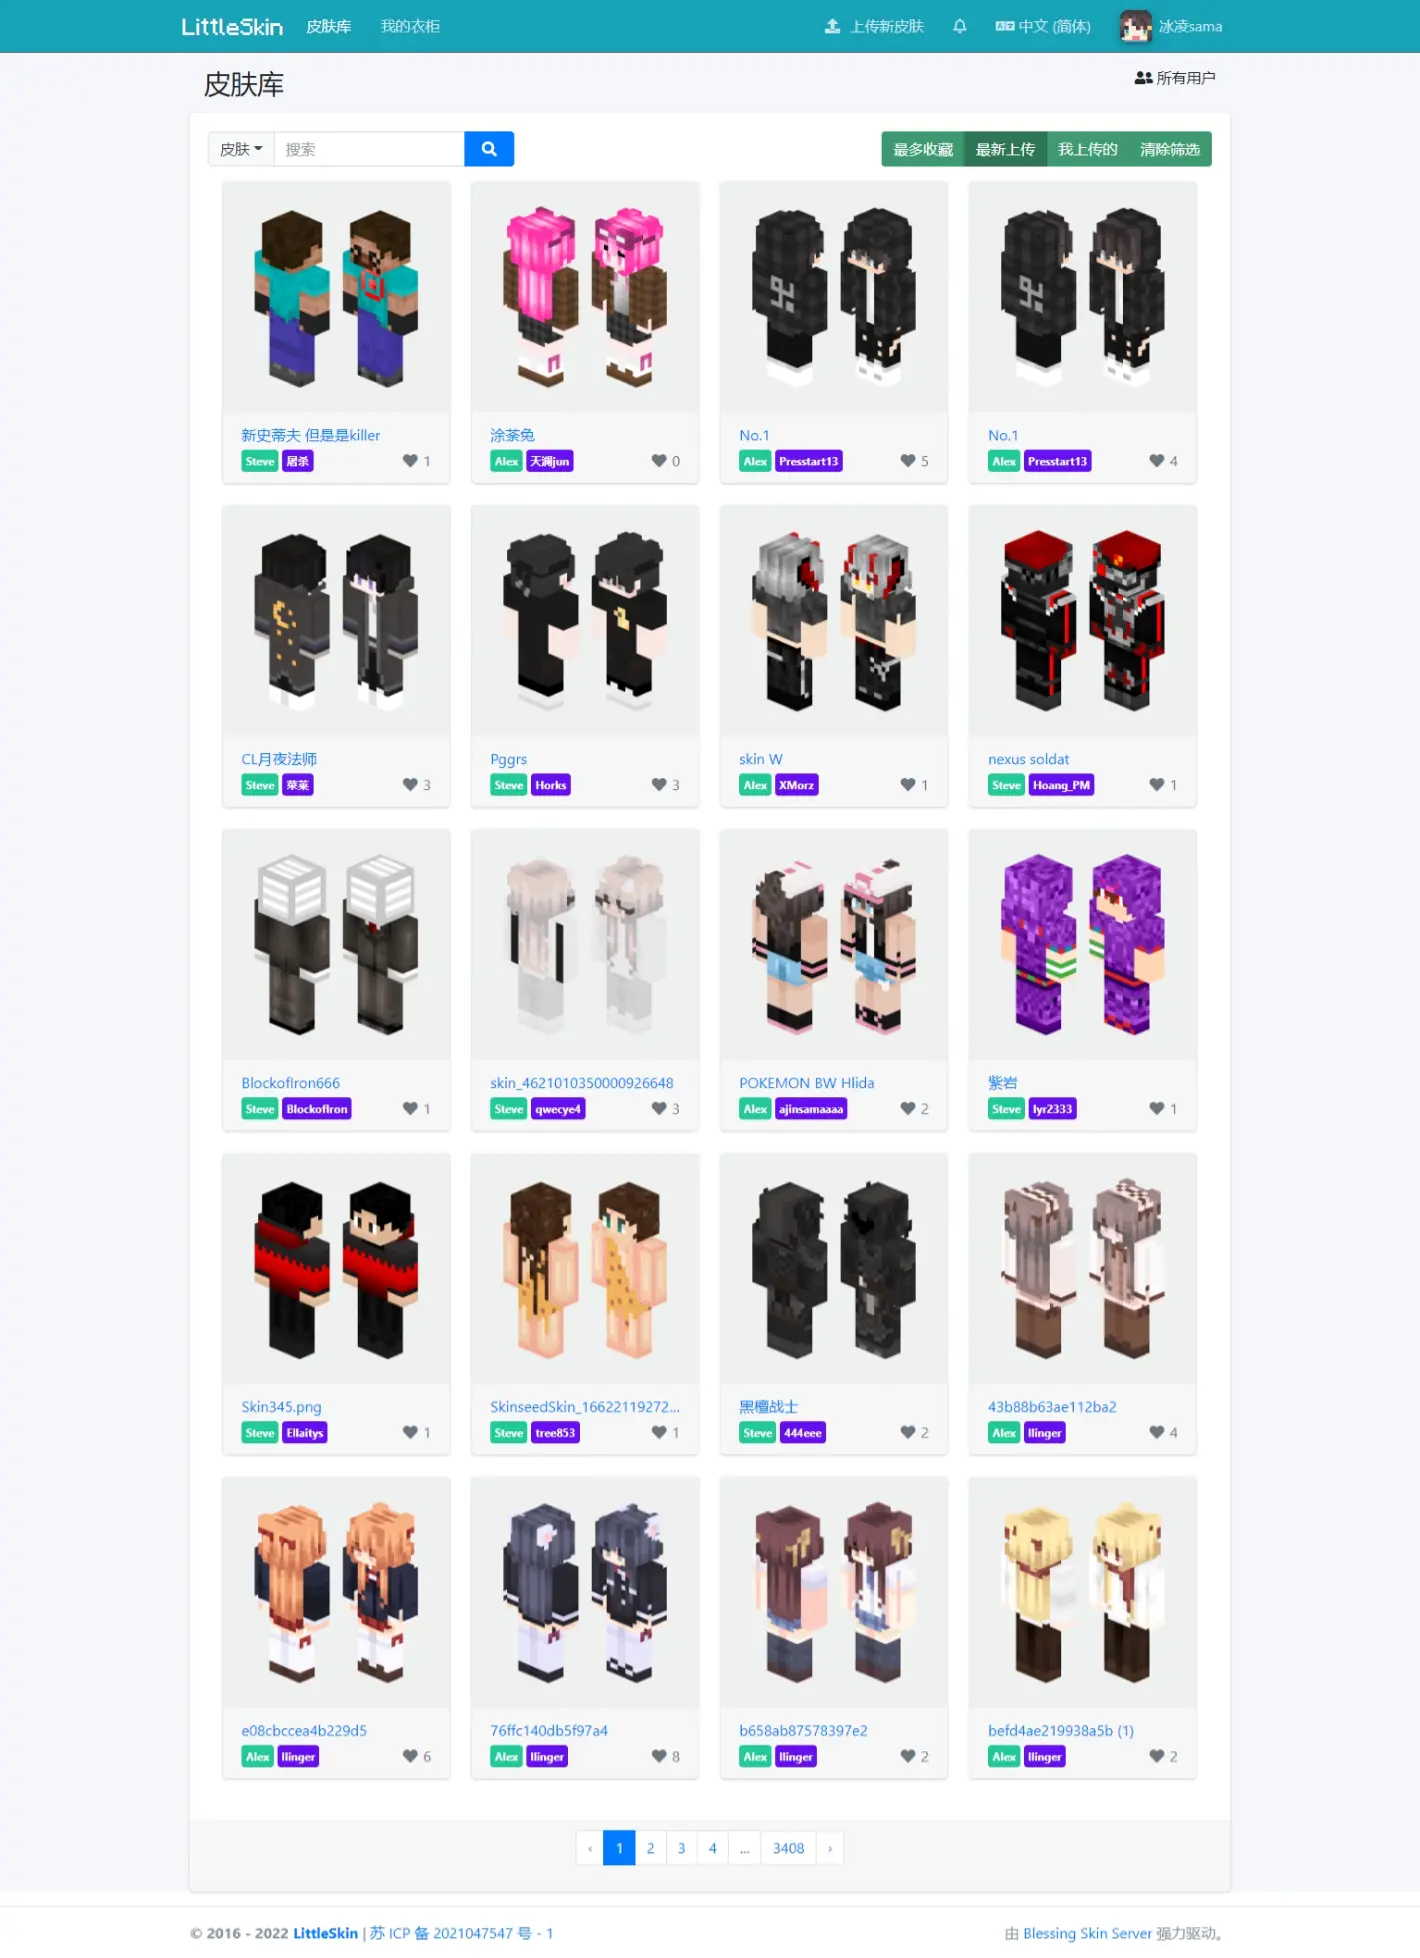 LittleSkin 皮肤库 我的衣柜 上传新皮肤 中文 (简体) 冰凌sama
皮肤库 所有用户
皮肤 搜索 最多收藏 最新上传 我上传的 清除筛选
新史蒂夫 但是是killer 涂荼兔 No.1 No.1
Steve 屠杀 1 Alex 天澜jun 0 Alex Presstart13 5 Alex Presstart13 4
CL月夜法师 Pggrs skin W nexus soldat
Steve 3 Steve Horks 3 Alex XMorz 1 Steve Hoang_PM 1
BlockofIron666 skin_4621010350000926648 POKEMON BW Hlida 紫岩
Steve BlockofIron 1 Steve qwecye4 3 Alex ajinsamaaaa 2 Steve lyr2333 1
Skin345.png SkinseedSkin_16622119272... 黑檀战士 43b88b63ae112ba2
Steve Ellaitys 1 Steve tree853 1 Steve 444eee 2 Alex llinger 4
e08cbccea4b229d5 76ffc140db5f97a4 b658ab87578397e2 befd4ae219938a5b (1)
Alex llinger 6 Alex llinger 8 Alex llinger 2 Alex llinger 2
‹ 1 2 3 4 ... 3408 ›
© 2016 - 2022 LittleSkin | 苏 ICP 备 2021047547 号 - 1 由 Blessing Skin Server 强力驱动。